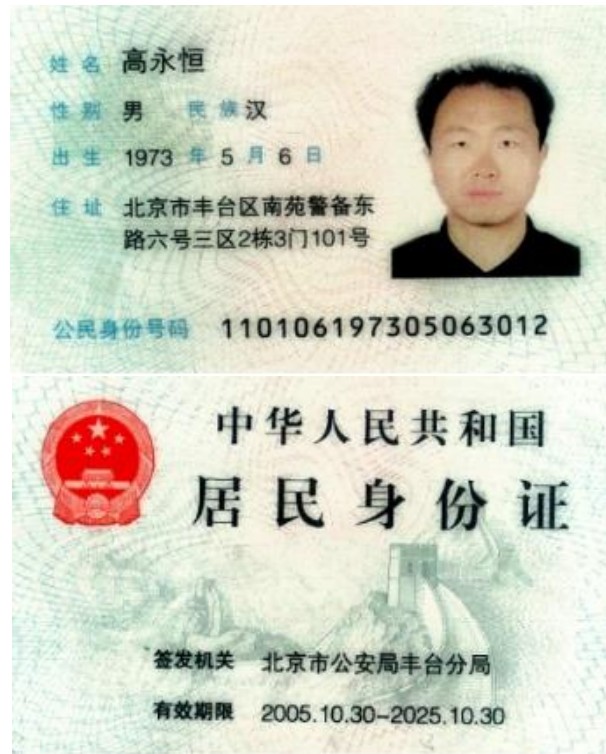 姓名 高永恒
性别 男 民族 汉
出生 1973 年 5 月 6 日
住址 北京市丰台区南苑警备东
路六号三区2栋3门101号
公民身份号码 110106197305063012
中华人民共和国
居民身份证
签发机关 北京市公安局丰台分局
有效期限 2005.10.30-2025.10.30